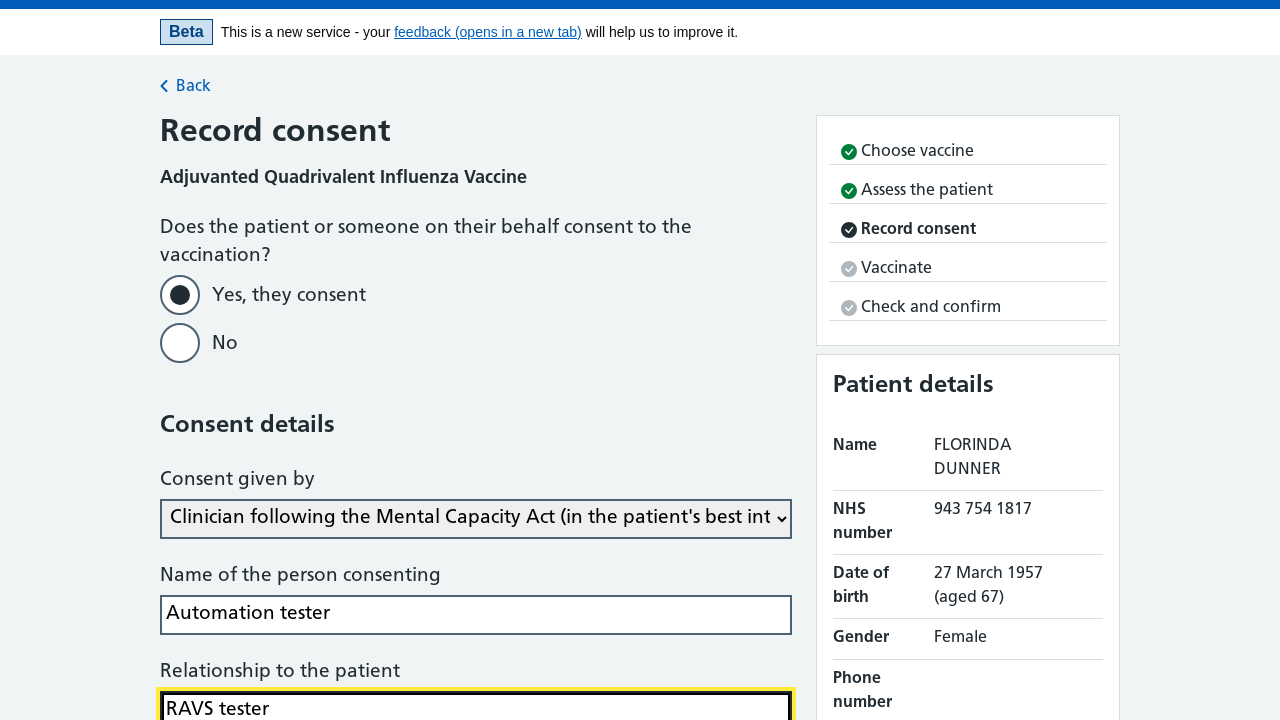 Beta This is a new service - your feedback (opens in a new tab) will help us to improve it.
Back
Record consent
Adjuvanted Quadrivalent Influenza Vaccine
Does the patient or someone on their behalf consent to the
vaccination?
Yes, they consent
No
Consent details
Consent given by
Clinician following the Mental Capacity Act (in the patient's best int
Name of the person consenting
Automation tester
Relationship to the patient
RAVS tester
Choose vaccine
Assess the patient
Record consent
Vaccinate
Check and confirm
Patient details
Name FLORINDA
DUNNER
NHS 943 754 1817
number
Date of 27 March 1957
birth (aged 67)
Gender Female
Phone
number